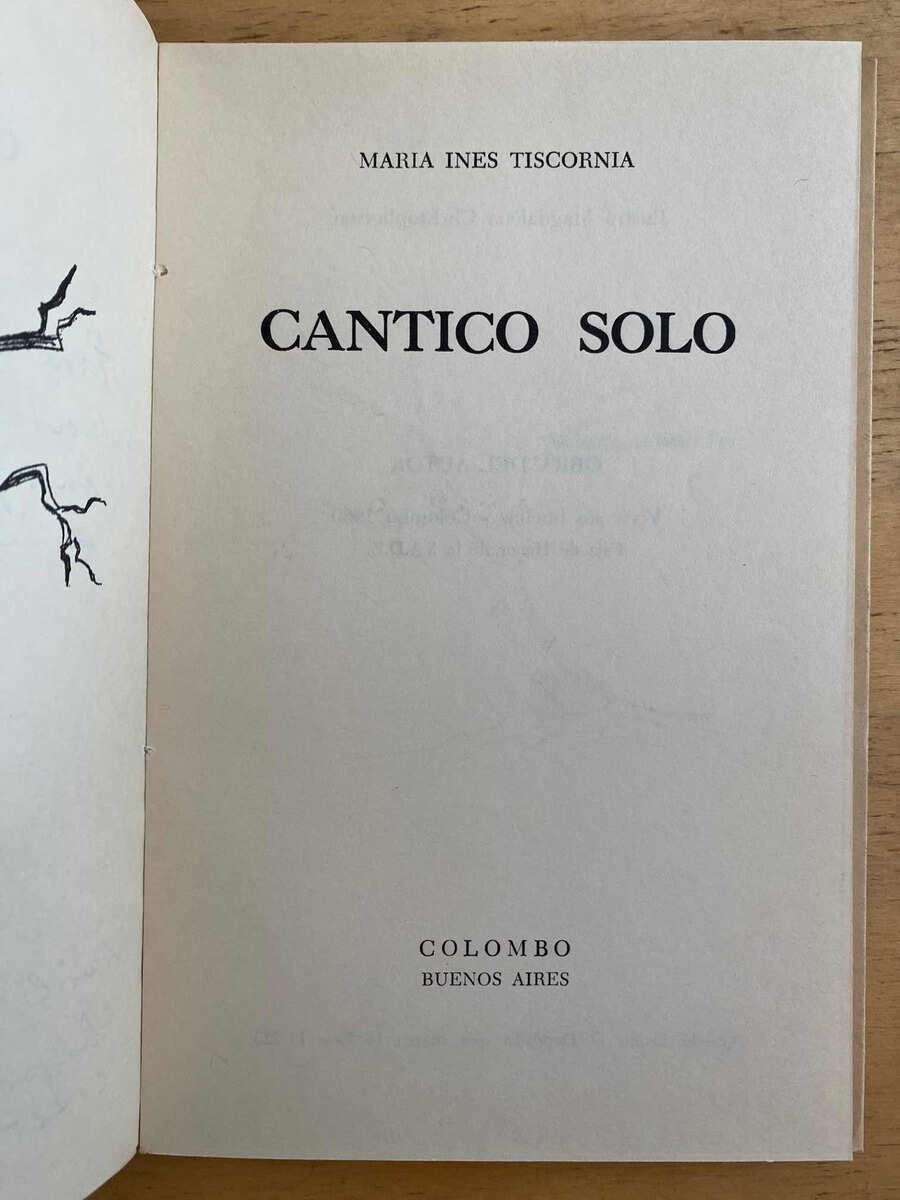 MARIA INES TISCORNIA
CANTICO SOLO
COLOMBO
BUENOS AIRES